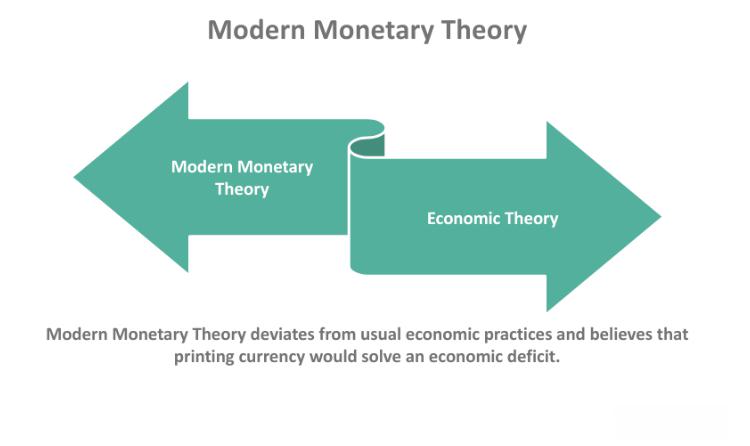 Modern Monetary Theory
Modern Monetary
Theory
Economic Theory
Modern Monetary Theory deviates from usual economic practices and believes that
printing currency would solve an economic deficit.